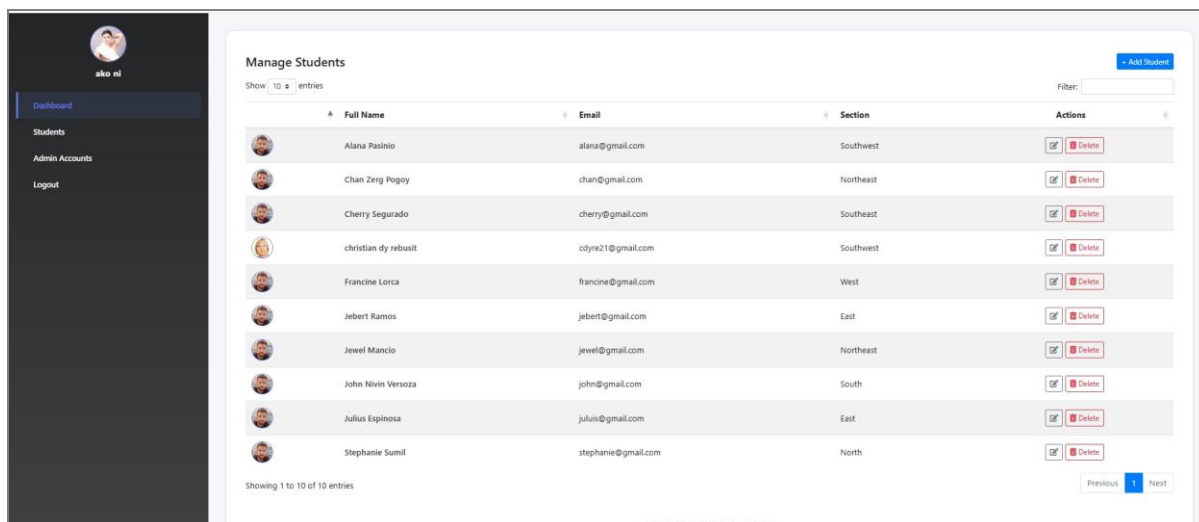 ako ni
Dashboard
Students
Admin Accounts
Logout
Manage Students
+ Add Student
Show 10 entries
Filter:
Full Name Email Section Actions
Alana Pasinio alana@gmail.com Southwest Delete
Chan Zerg Pogoy chan@gmail.com Northeast Delete
Cherry Segurado cherry@gmail.com Southeast Delete
christian dy rebusit cdyre21@gmail.com Southwest Delete
Francine Lorca francine@gmail.com West Delete
Jebert Ramos jebert@gmail.com East Delete
Jewel Mancio jewel@gmail.com Northeast Delete
John Nivin Versoza john@gmail.com South Delete
Julius Espinosa juluis@gmail.com East Delete
Stephanie Sumil stephanie@gmail.com North Delete
Showing 1 to 10 of 10 entries
Previous 1 Next